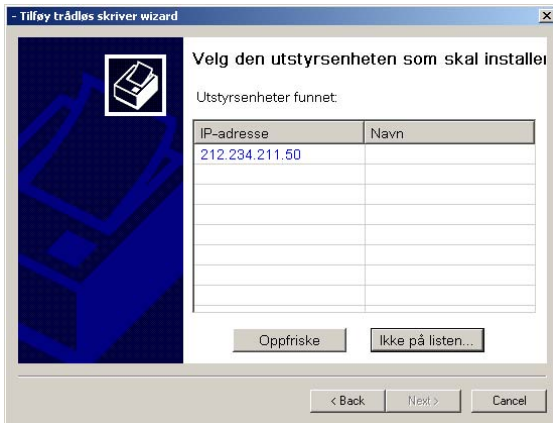 - Tilføy trådløs skriver wizard
Velg den utstyrsenheten som skal installer
Utstyrsenheter funnet:
IP-adresse Navn
212.234.211.50
Oppfriske Ikke på listen...
< Back Next > Cancel